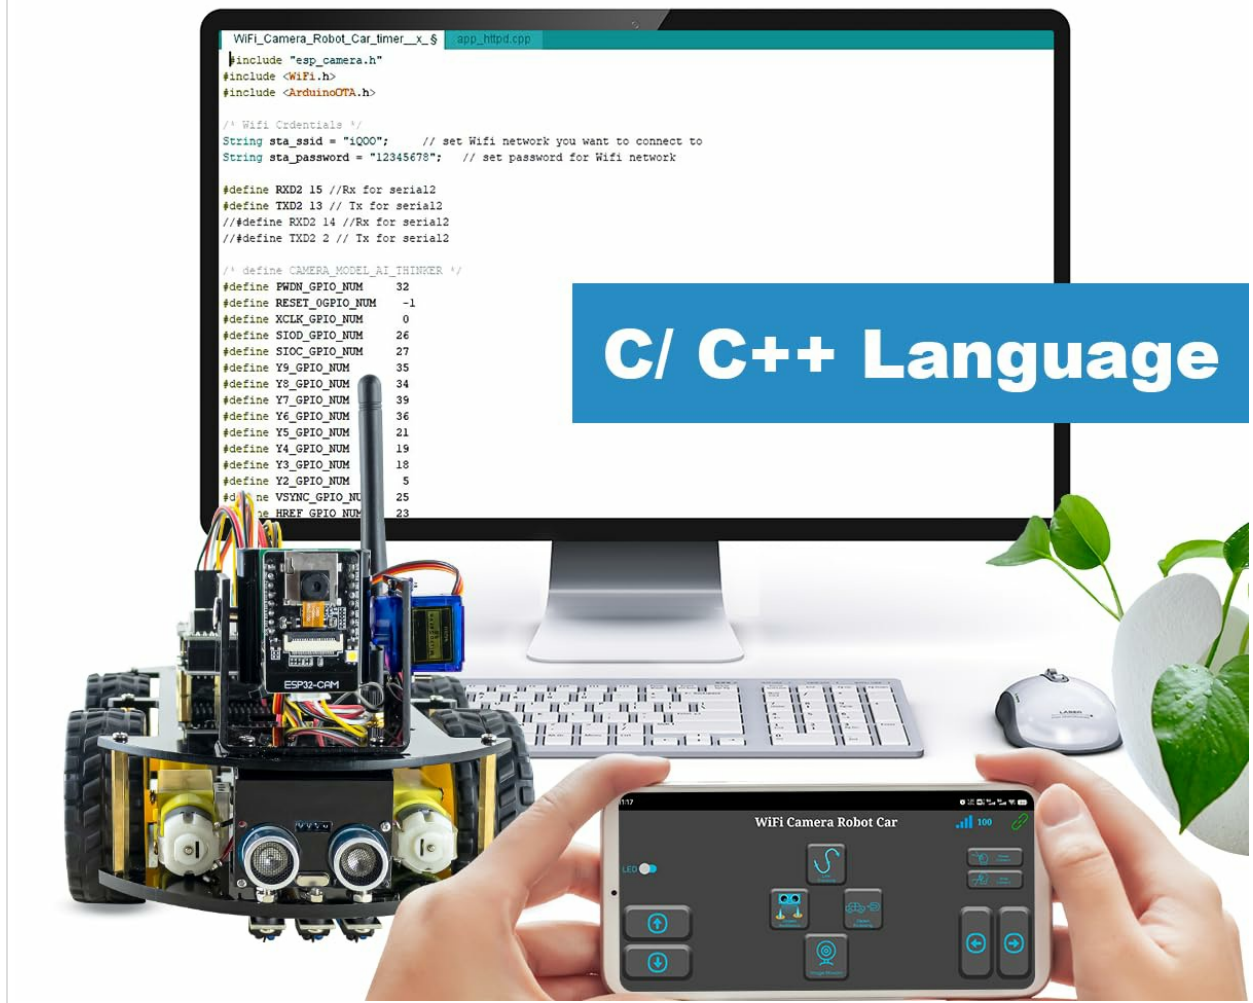 WiFi_Camera_Robot_Car_timer__x_ §
app_httpd.cpp
#include "esp_camera.h"
#include <WiFi.h>
#include <ArduinoOTA.h>
/* Wifi Crdentials */
String sta_ssid = "iQOO"; // set Wifi network you want to connect to
String sta_password = "12345678"; // set password for Wifi network
#define RXD2 15 //Rx for serial2
#define TXD2 13 // Tx for serial2
//#define RXD2 14 //Rx for serial2
//#define TXD2 2 // Tx for serial2
/* define CAMERA_MODEL_AI_THINKER */
#define PWDN_GPIO_NUM 32
#define RESET_0GPIO_NUM -1
#define XCLK_GPIO_NUM 0
#define SIOD_GPIO_NUM 26
#define SIOC_GPIO_NUM 27
#define Y9_GPIO_NUM 35
#define Y8_GPIO_NUM 34
#define Y7_GPIO_NUM 39
#define Y6_GPIO_NUM 36
#define Y5_GPIO_NUM 21
#define Y4_GPIO_NUM 19
#define Y3_GPIO_NUM 18
#define Y2_GPIO_NUM 5
VSYNC_GPIO_NU 25
HREF_GPIO_NUM 23
C/ C++ Language
ESP32-CAM
WiFi Camera Robot Car
100
LED